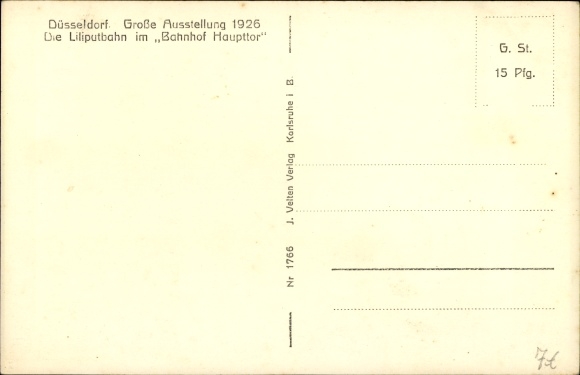 Düsseldorf. Große Ausstellung 1926
Die Liliputbahn im „Bahnhof Haupttor"
G. St.
15 Pfg.
Nr 1766 J. Velten Verlag Karlsruhe i B